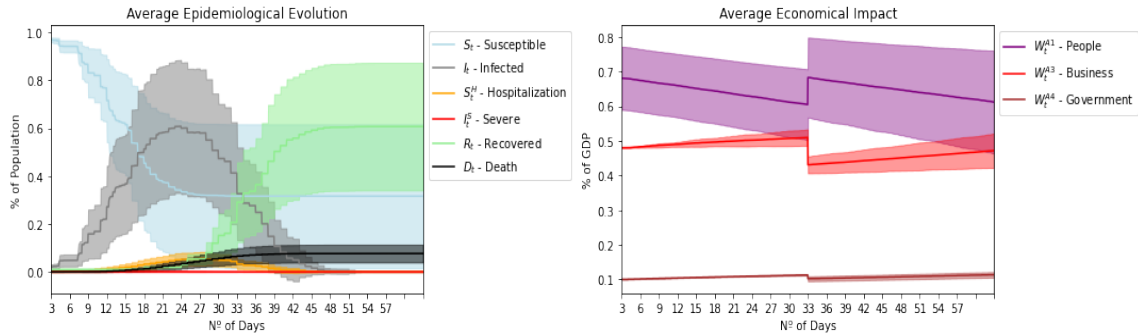 Average Epidemiological Evolution
% of Population
1.0
0.8
0.6
0.4
0.2
0.0
3 6 9 12 15 18 21 24 27 30 33 36 39 42 45 48 51 54 57
Nº of Days
S_t - Susceptible
I_t - Infected
S_t^H - Hospitalization
I_t^S - Severe
R_t - Recovered
D_t - Death
Average Economical Impact
% of GDP
0.8
0.7
0.6
0.5
0.4
0.3
0.2
0.1
3 6 9 12 15 18 21 24 27 30 33 36 39 42 45 48 51 54 57
Nº of Days
W_t^{A1} - People
W_t^{A3} - Business
W_t^{A4} - Government